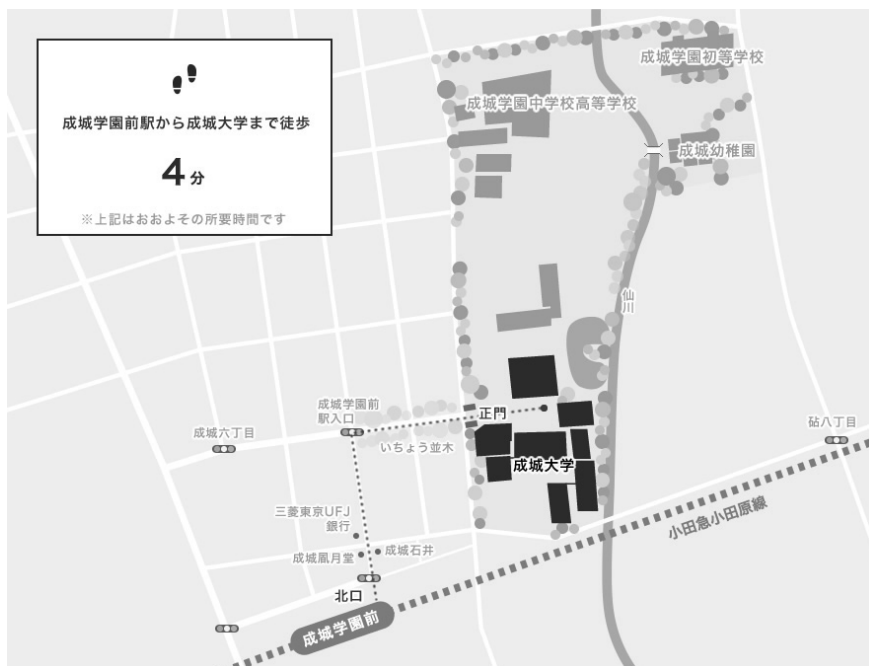 成城学園前駅から成城大学まで徒歩
4分
※上記はおおよその所要時間です
成城学園初等学校
成城学園中学校高等学校
成城幼稚園
仙川
成城学園前
駅入口
正門
成城六丁目
いちょう並木
砧八丁目
成城大学
三菱東京UFJ
銀行
小田急小田原線
成城凮月堂
成城石井
北口
成城学園前